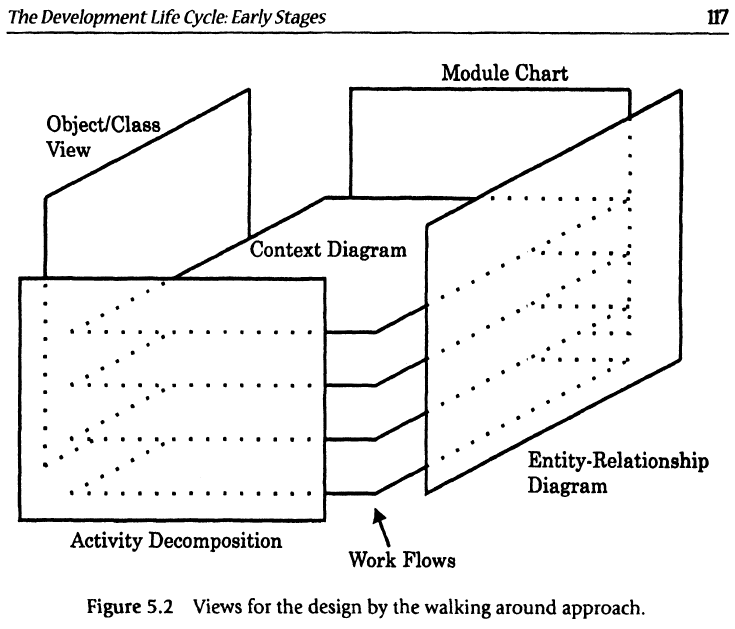 The Development Life Cycle: Early Stages 117
Module Chart
Object/Class
View
Context Diagram
Entity-Relationship
Diagram
Activity Decomposition
Work Flows
Figure 5.2 Views for the design by the walking around approach.